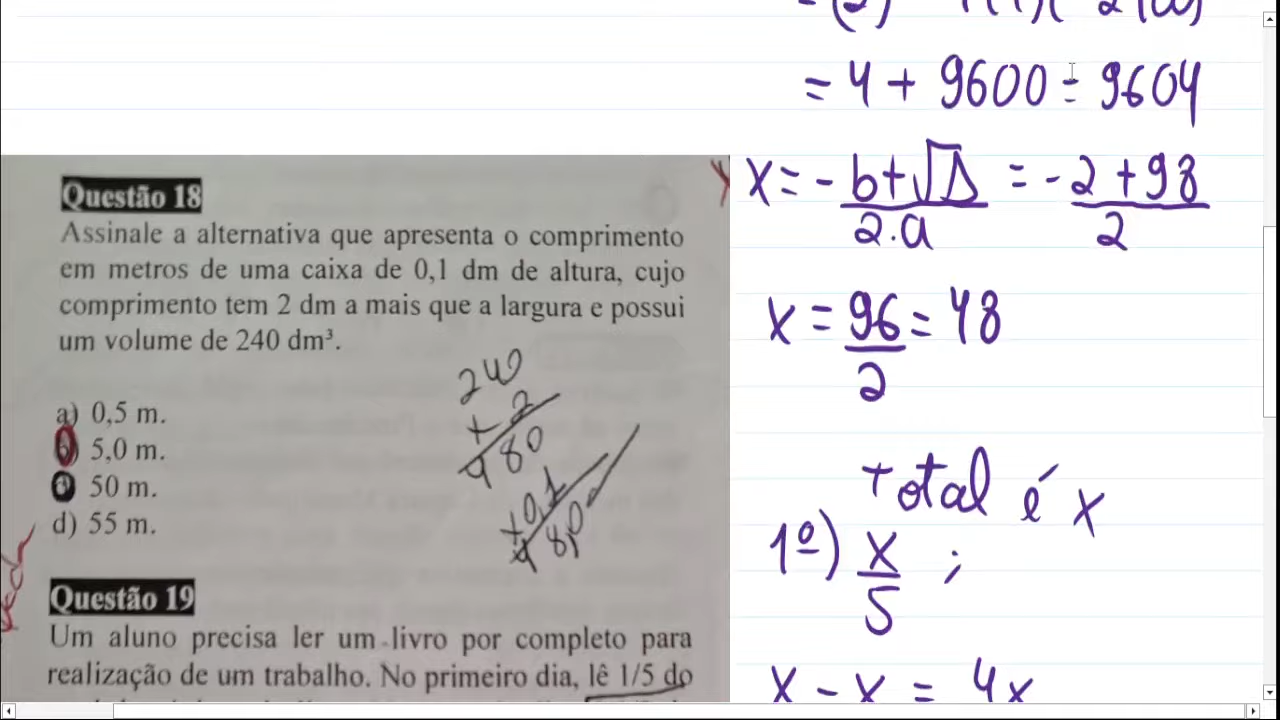 = 4 + 9600 = 9604
x = - b + √Δ = - 2 + 98
2.a 2
x = 96 = 48
2
Questão 18
Assinale a alternativa que apresenta o comprimento
em metros de uma caixa de 0,1 dm de altura, cujo
comprimento tem 2 dm a mais que a largura e possui
um volume de 240 dm³.
a) 0,5 m.
b) 5,0 m.
50 m.
d) 55 m.
240
2
480
Questão 19
Um aluno precisa ler um livro por completo para
realização de um trabalho. No primeiro dia, lê 1/5 do
total é x
1º) x ;
5
x - x = 4x